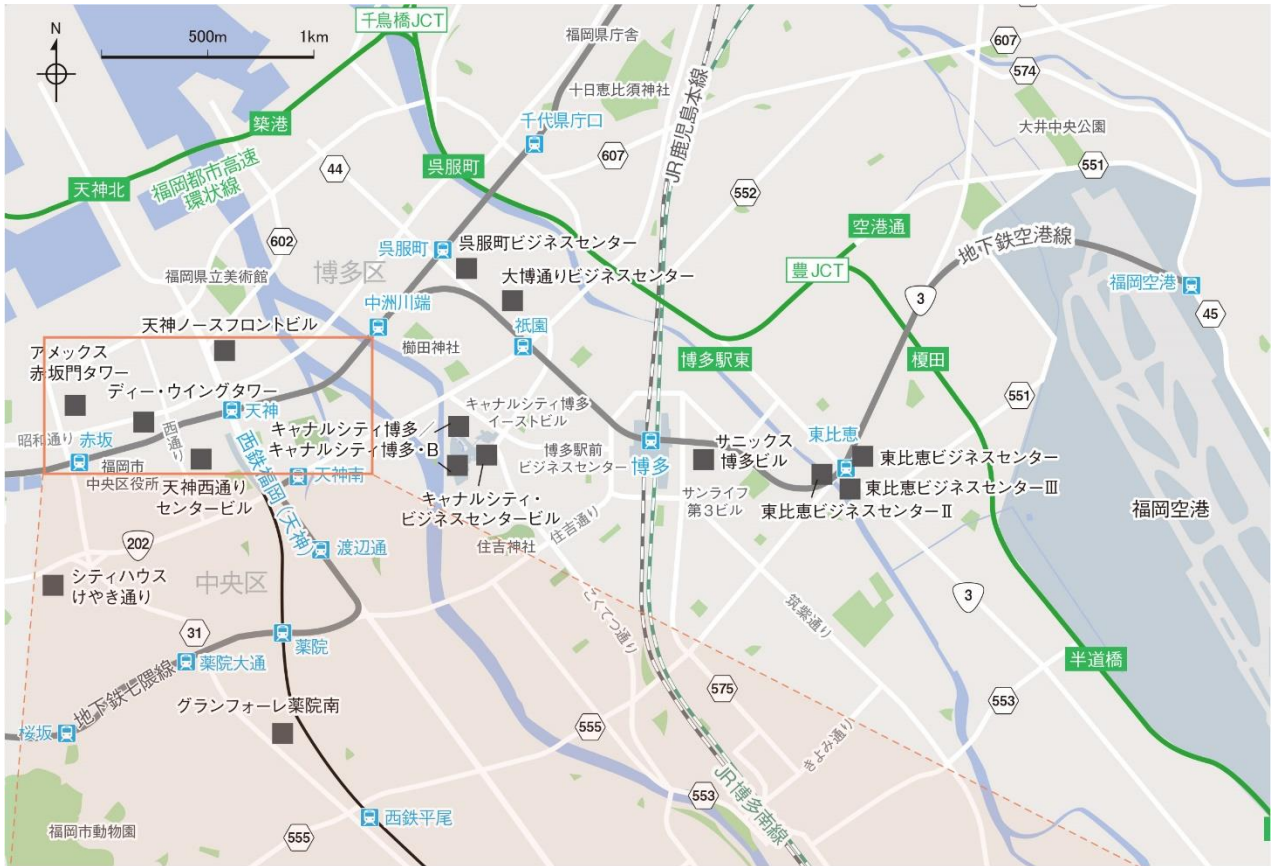 千鳥橋JCT
N
500m
1km
福岡県庁舎
607
574
十日恵比須神社
JR鹿児島本線
築港
千代県庁口
大井中央公園
607
551
44
呉服町
天神北
福岡都市高速
環状線
552
602
呉服町
呉服町ビジネスセンター
空港通
地下鉄空港線
博多区
大博通りビジネスセンター
豊JCT
福岡県立美術館
福岡空港
3
45
中洲川端
天神ノースフロントビル
祇園
櫛田神社
博多駅東
榎田
アメックス
赤坂門タワー
ディー・ウイングタワー
551
天神
キャナルシティ博多
イーストビル
昭和通り
赤坂
西通り
キャナルシティ博多／
キャナルシティ博多・B
博多駅前
ビジネスセンター
博多
サニックス
博多ビル
東比恵
東比恵ビジネスセンター
福岡市
中央区役所
西鉄福岡(天神)
天神南
天神西通り
センタービル
キャナルシティ・
ビジネスセンタービル
サンライフ
第3ビル
東比恵ビジネスセンターⅢ
東比恵ビジネスセンターⅡ
福岡空港
202
渡辺通
住吉神社
住吉通り
シティハウス
けやき通り
中央区
こくてつ通り
筑紫通り
3
31
薬院
薬院大通
半道橋
地下鉄七隈線
グランフォーレ薬院南
575
553
桜坂
555
きよみ通り
JR博多南線
553
西鉄平尾
福岡市動物園
555